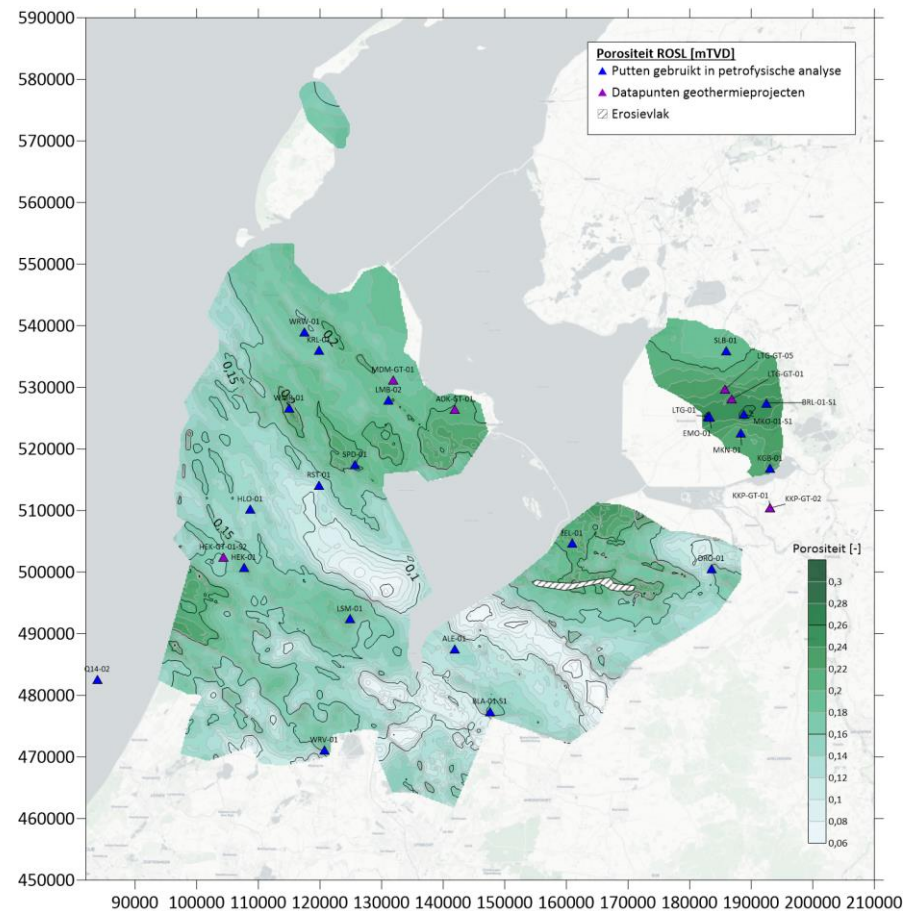 590000
580000
570000
560000
550000
540000
530000
520000
510000
500000
490000
480000
470000
460000
450000
Porositeit ROSL [mTVD]
Putten gebruikt in petrofysische analyse
Datapunten geothermieprojecten
Erosievlak
WRW-01
0,2
0,15
MDM-GT-01
LMB-02
ADK-GT-01
SPD-01
RST-01
HLO-01
0,15
HEK-GT-01-S2
HEK-01
0,1
LSM-01
Q14-02
WRV-01
ALE-01
BLA-01-S1
SLB-01
LTG-GT-05
LTG-GT-01
BRL-01-S1
LTG-01
MKO-01-S1
EMO-01
MKN-01
KGB-01
KKP-GT-01
KKP-GT-02
Porositeit [-]
0,3
0,28
0,26
0,24
0,22
0,2
0,18
0,16
0,14
0,12
0,1
0,08
0,06
90000 100000 110000 120000 130000 140000 150000 160000 170000 180000 190000 200000 210000